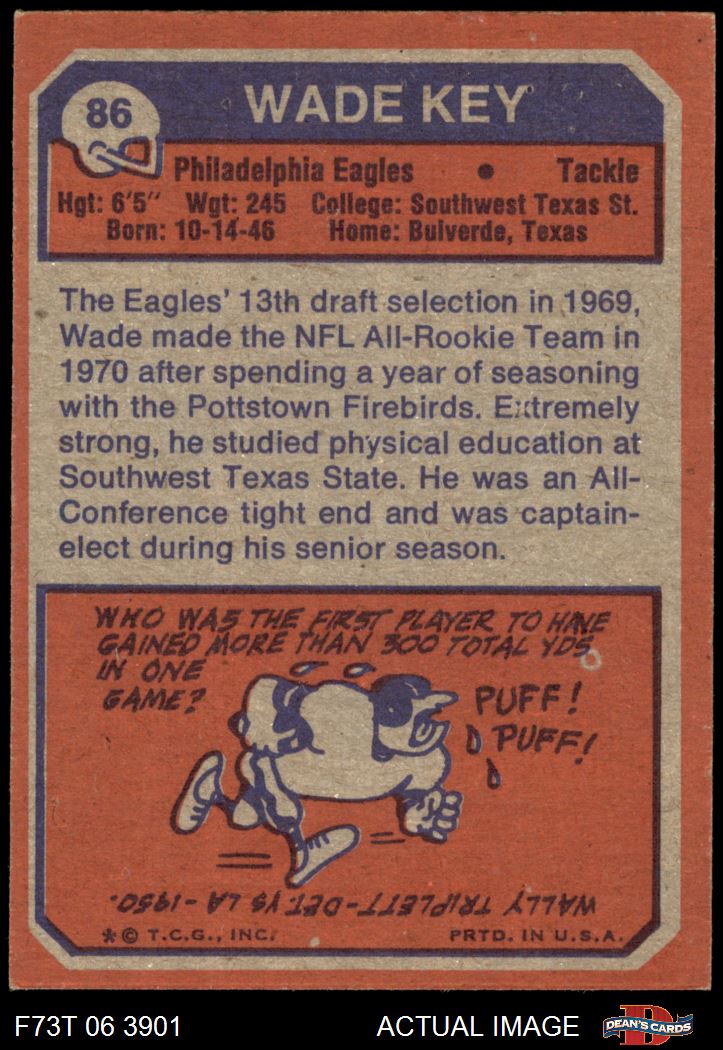 86
WADE KEY
Philadelphia Eagles • Tackle
Hgt: 6'5" Wgt: 245 College: Southwest Texas St.
Born: 10-14-46 Home: Bulverde, Texas
The Eagles' 13th draft selection in 1969,
Wade made the NFL All-Rookie Team in
1970 after spending a year of seasoning
with the Pottstown Firebirds. Extremely
strong, he studied physical education at
Southwest Texas State. He was an All-
Conference tight end and was captain-
elect during his senior season.
WHO WAS THE FIRST PLAYER TO HAVE
GAINED MORE THAN 300 TOTAL YDS
IN ONE
GAME?
PUFF!
PUFF!
WALLY TRIPLETT-DET. VS LA-1950.
* © T.C.G., INC. PRTD. IN U.S.A.
F73T 06 3901 ACTUAL IMAGE
D
DEAN'S CARDS